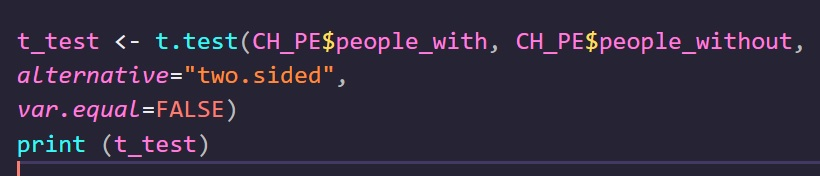 t_test <- t.test(CH_PE$people_with, CH_PE$people_without,
alternative="two.sided",
var.equal=FALSE)
print (t_test)